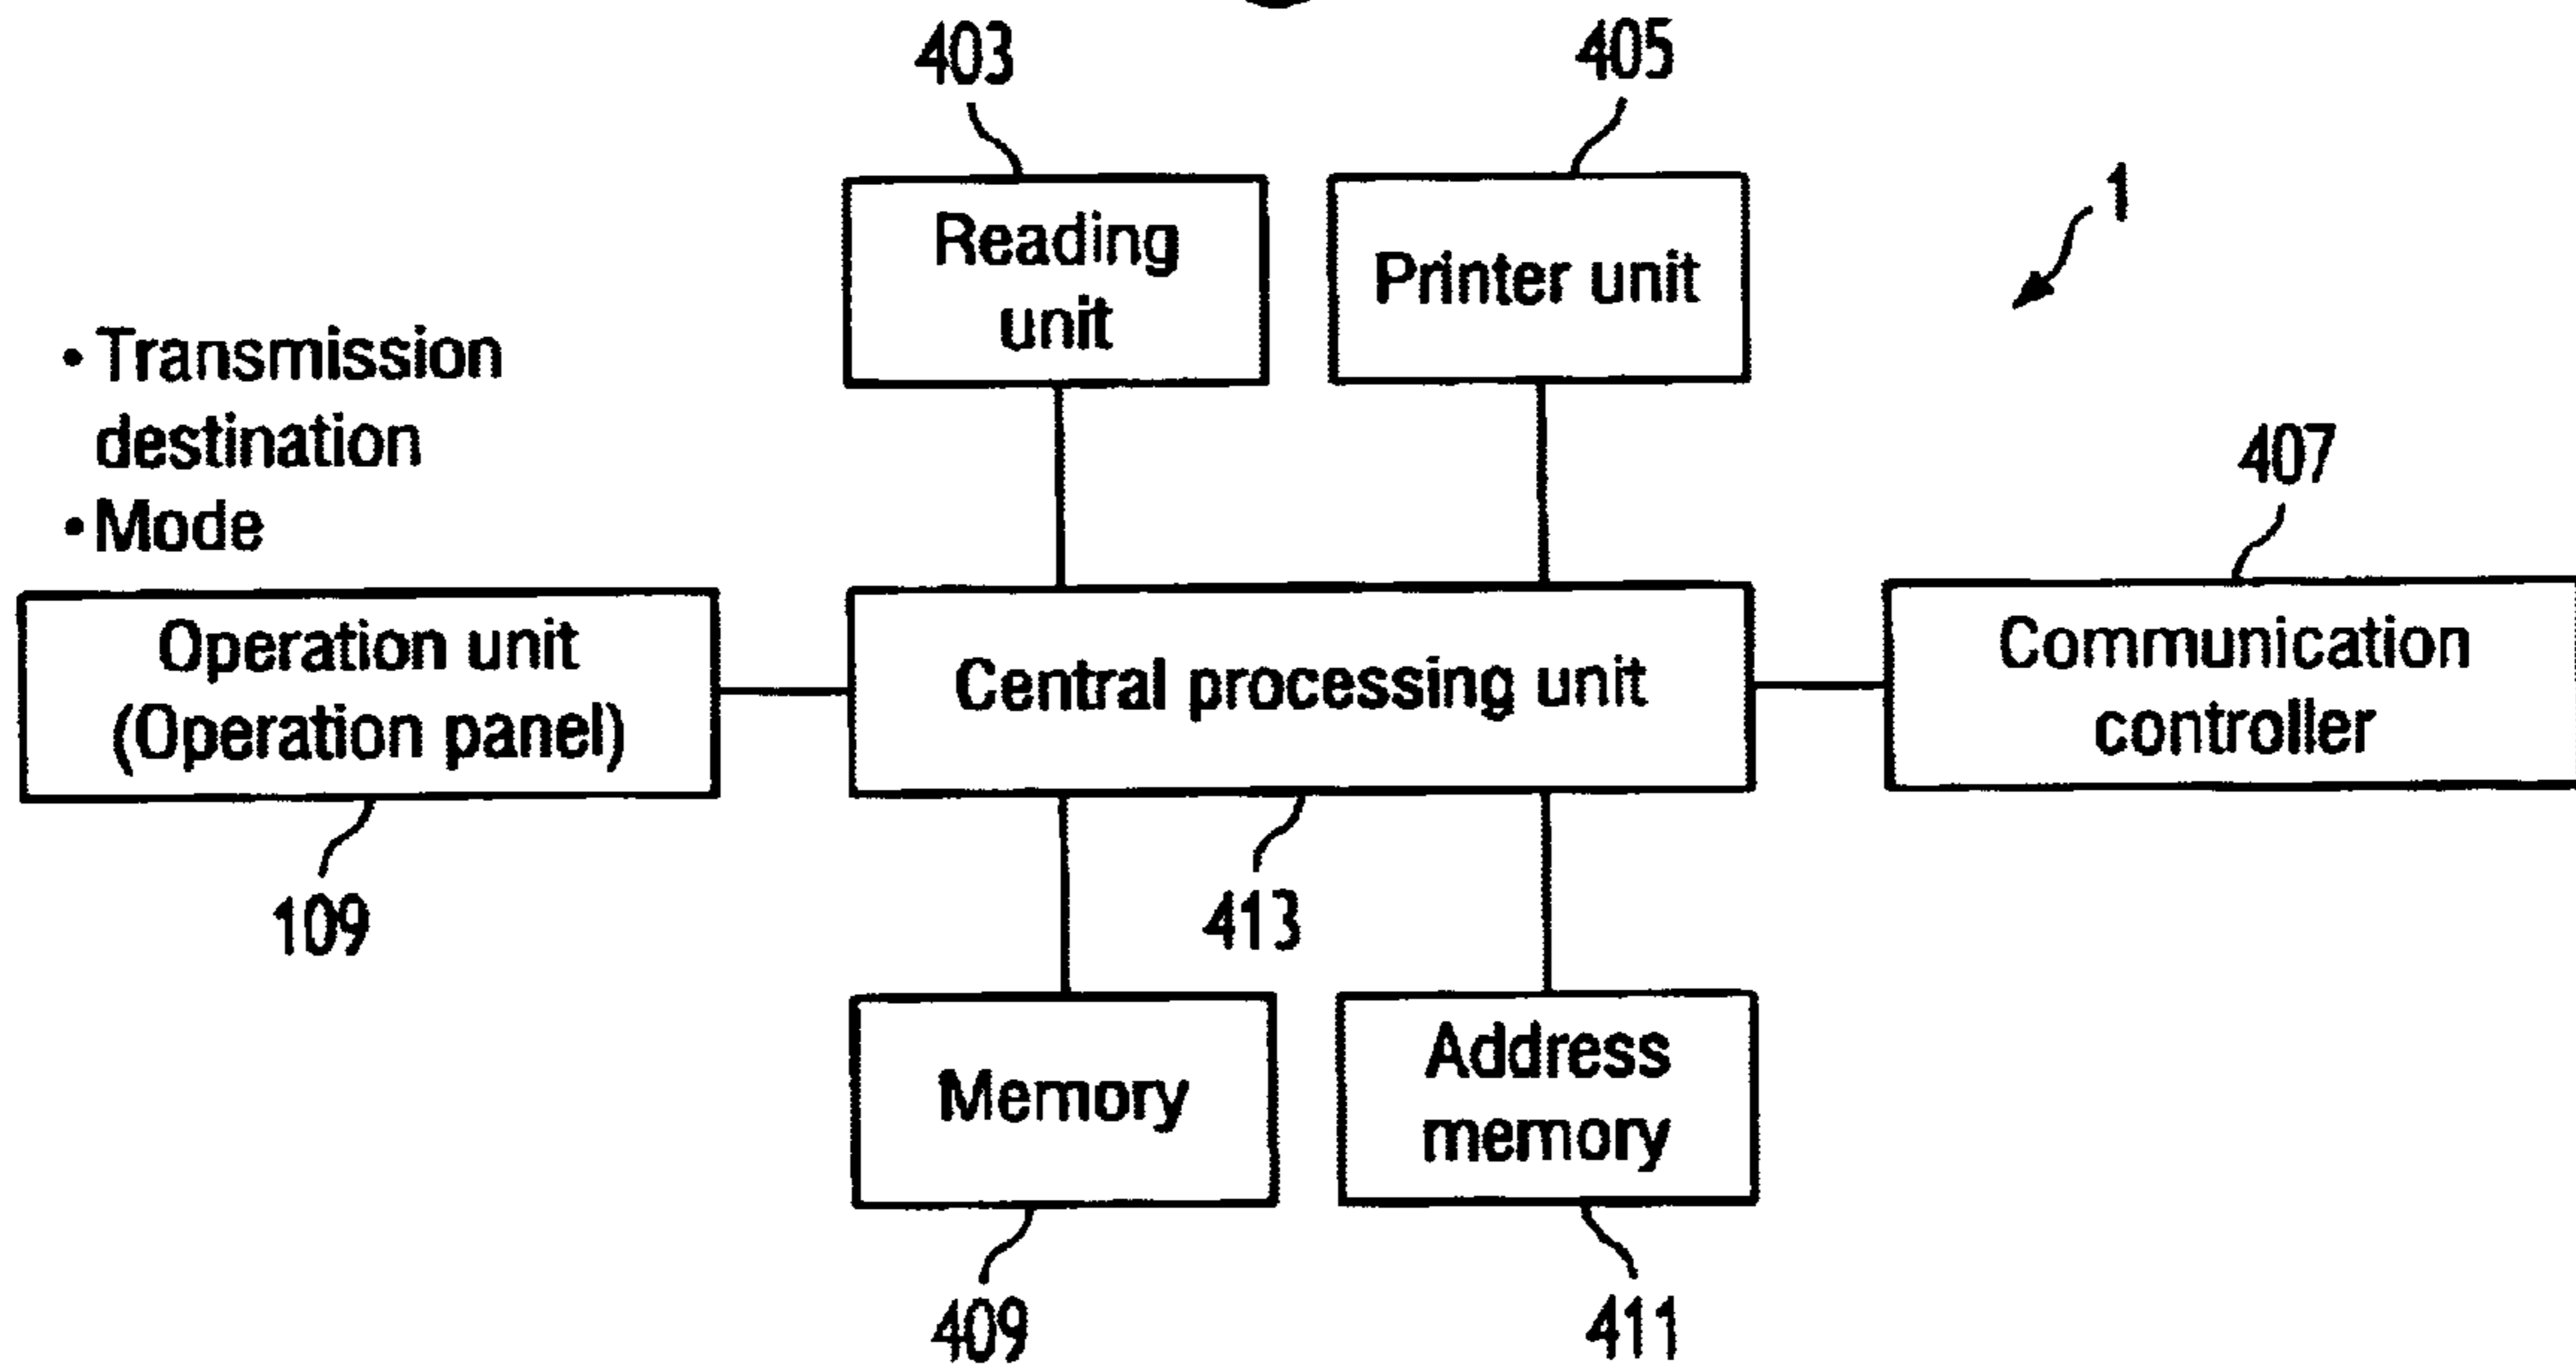 403
405
Reading
unit
Printer unit
1
• Transmission
destination
• Mode
407
Operation unit
(Operation panel)
Central processing unit
Communication
controller
109
413
Memory
Address
memory
409
411